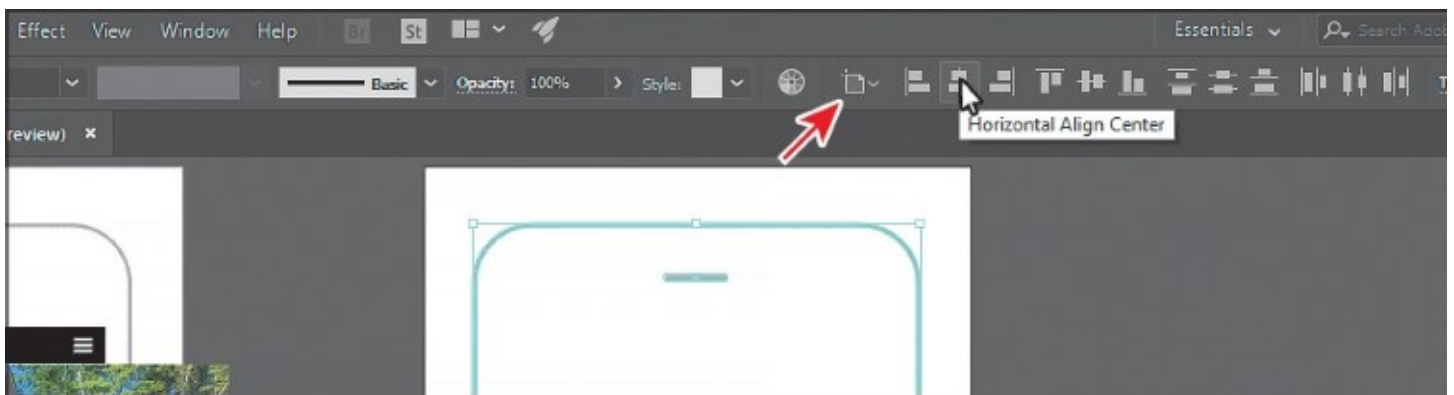 Effect View Window Help Br St Essentials Search Adob
Basic Opacity: 100% Style:
review) × Horizontal Align Center